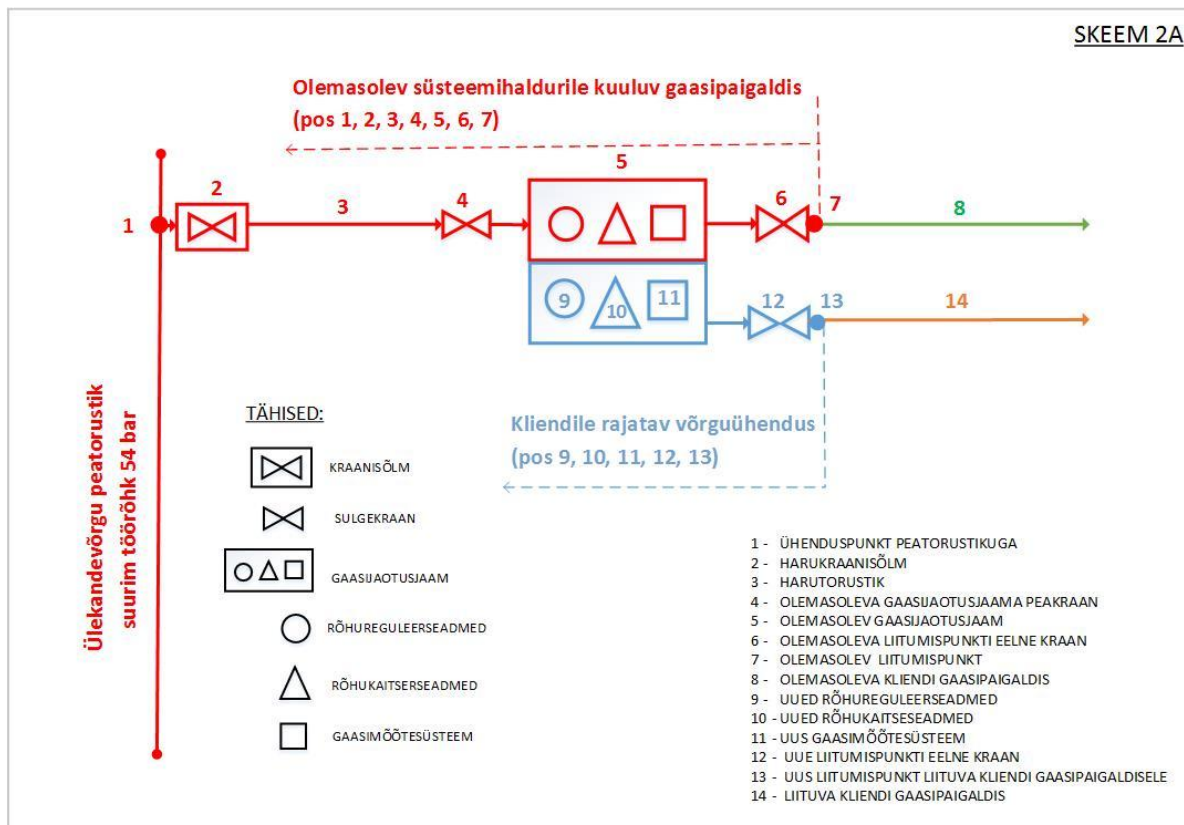 SKEEM 2A
Olemasolev süsteemihaldurile kuuluv gaasipaigaldis
(pos 1, 2, 3, 4, 5, 6, 7)
1
2
3
4
5
6
7
8
9
10
11
12
13
14
Ülekandevõrgu peatorustik
suurim töörõhk 54 bar
Kliendile rajatav võrguühendus
(pos 9, 10, 11, 12, 13)
TÄHISED:
KRAANISÕLM
SULGEKRAAN
GAASIJAOTUSJAAM
RÕHUREGULEERSEADMED
RÕHUKAITSERSEADMED
GAASIMÕÕTESÜSTEEM
1 - ÜHENDUSPUNKT PEATORUSTIKUGA
2 - HARUKRAANISÕLM
3 - HARUTORUSTIK
4 - OLEMASOLEVA GAASIJAOTUSJAAMA PEAKRAAN
5 - OLEMASOLEV GAASIJAOTUSJAAM
6 - OLEMASOLEVA LIITUMISPUNKTI EELNE KRAAN
7 - OLEMASOLEV LIITUMISPUNKT
8 - OLEMASOLEVA KLIENDI GAASIPAIGALDIS
9 - UUED RÕHUREGULEERSEADMED
10 - UUED RÕHUKAITSESEADMED
11 - UUS GAASIMÕÕTESÜSTEEM
12 - UUE LIITUMISPUNKTI EELNE KRAAN
13 - UUS LIITUMISPUNKT LIITUVA KLIENDI GAASIPAIGALDISELE
14 - LIITUVA KLIENDI GAASIPAIGALDIS